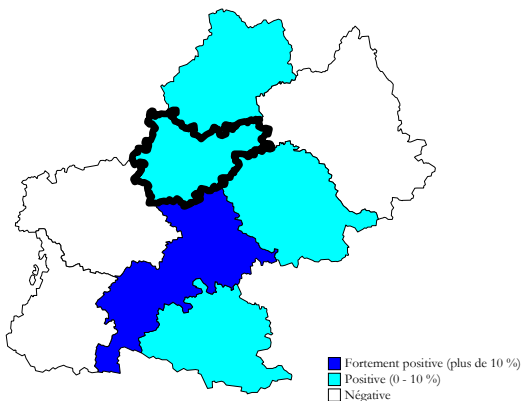 Fortement positive (plus de 10 %)
Positive (0 - 10 %)
Négative